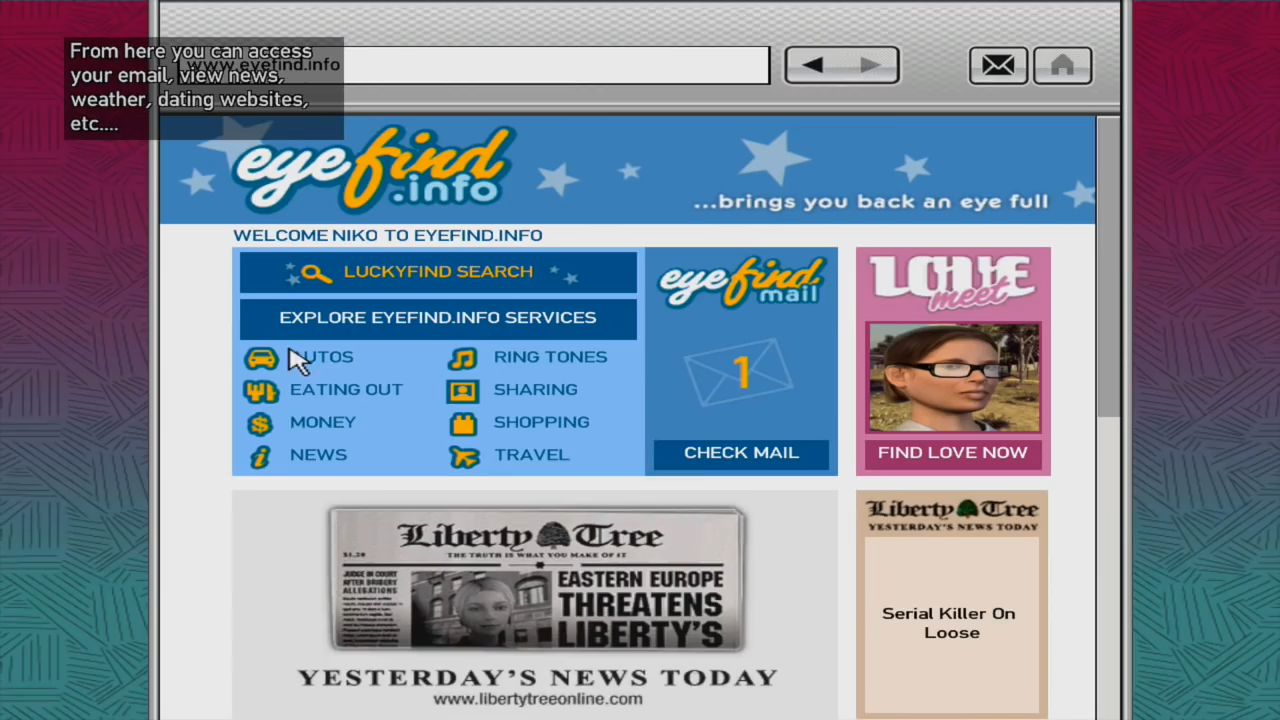 From here you can access
your email, view news,
weather, dating websites,
etc....
www.eyefind.info
eyefind
.info
...brings you back an eye full
WELCOME NIKO TO EYEFIND.INFO
LUCKYFIND SEARCH
EXPLORE EYEFIND.INFO SERVICES
UTOS
RING TONES
EATING OUT
SHARING
MONEY
SHOPPING
NEWS
TRAVEL
eyefind
mail
1
CHECK MAIL
LOVE
meet
FIND LOVE NOW
Liberty Tree
THE TRUTH IS WHAT YOU MAKE OF IT
$1.20
JUDGE IN COURT
AFTER BRIBERY
ALLEGATIONS
EASTERN EUROPE
THREATENS
LIBERTY'S
YESTERDAY'S NEWS TODAY
www.libertytreeonline.com
Liberty Tree
YESTERDAY'S NEWS TODAY
Serial Killer On
Loose